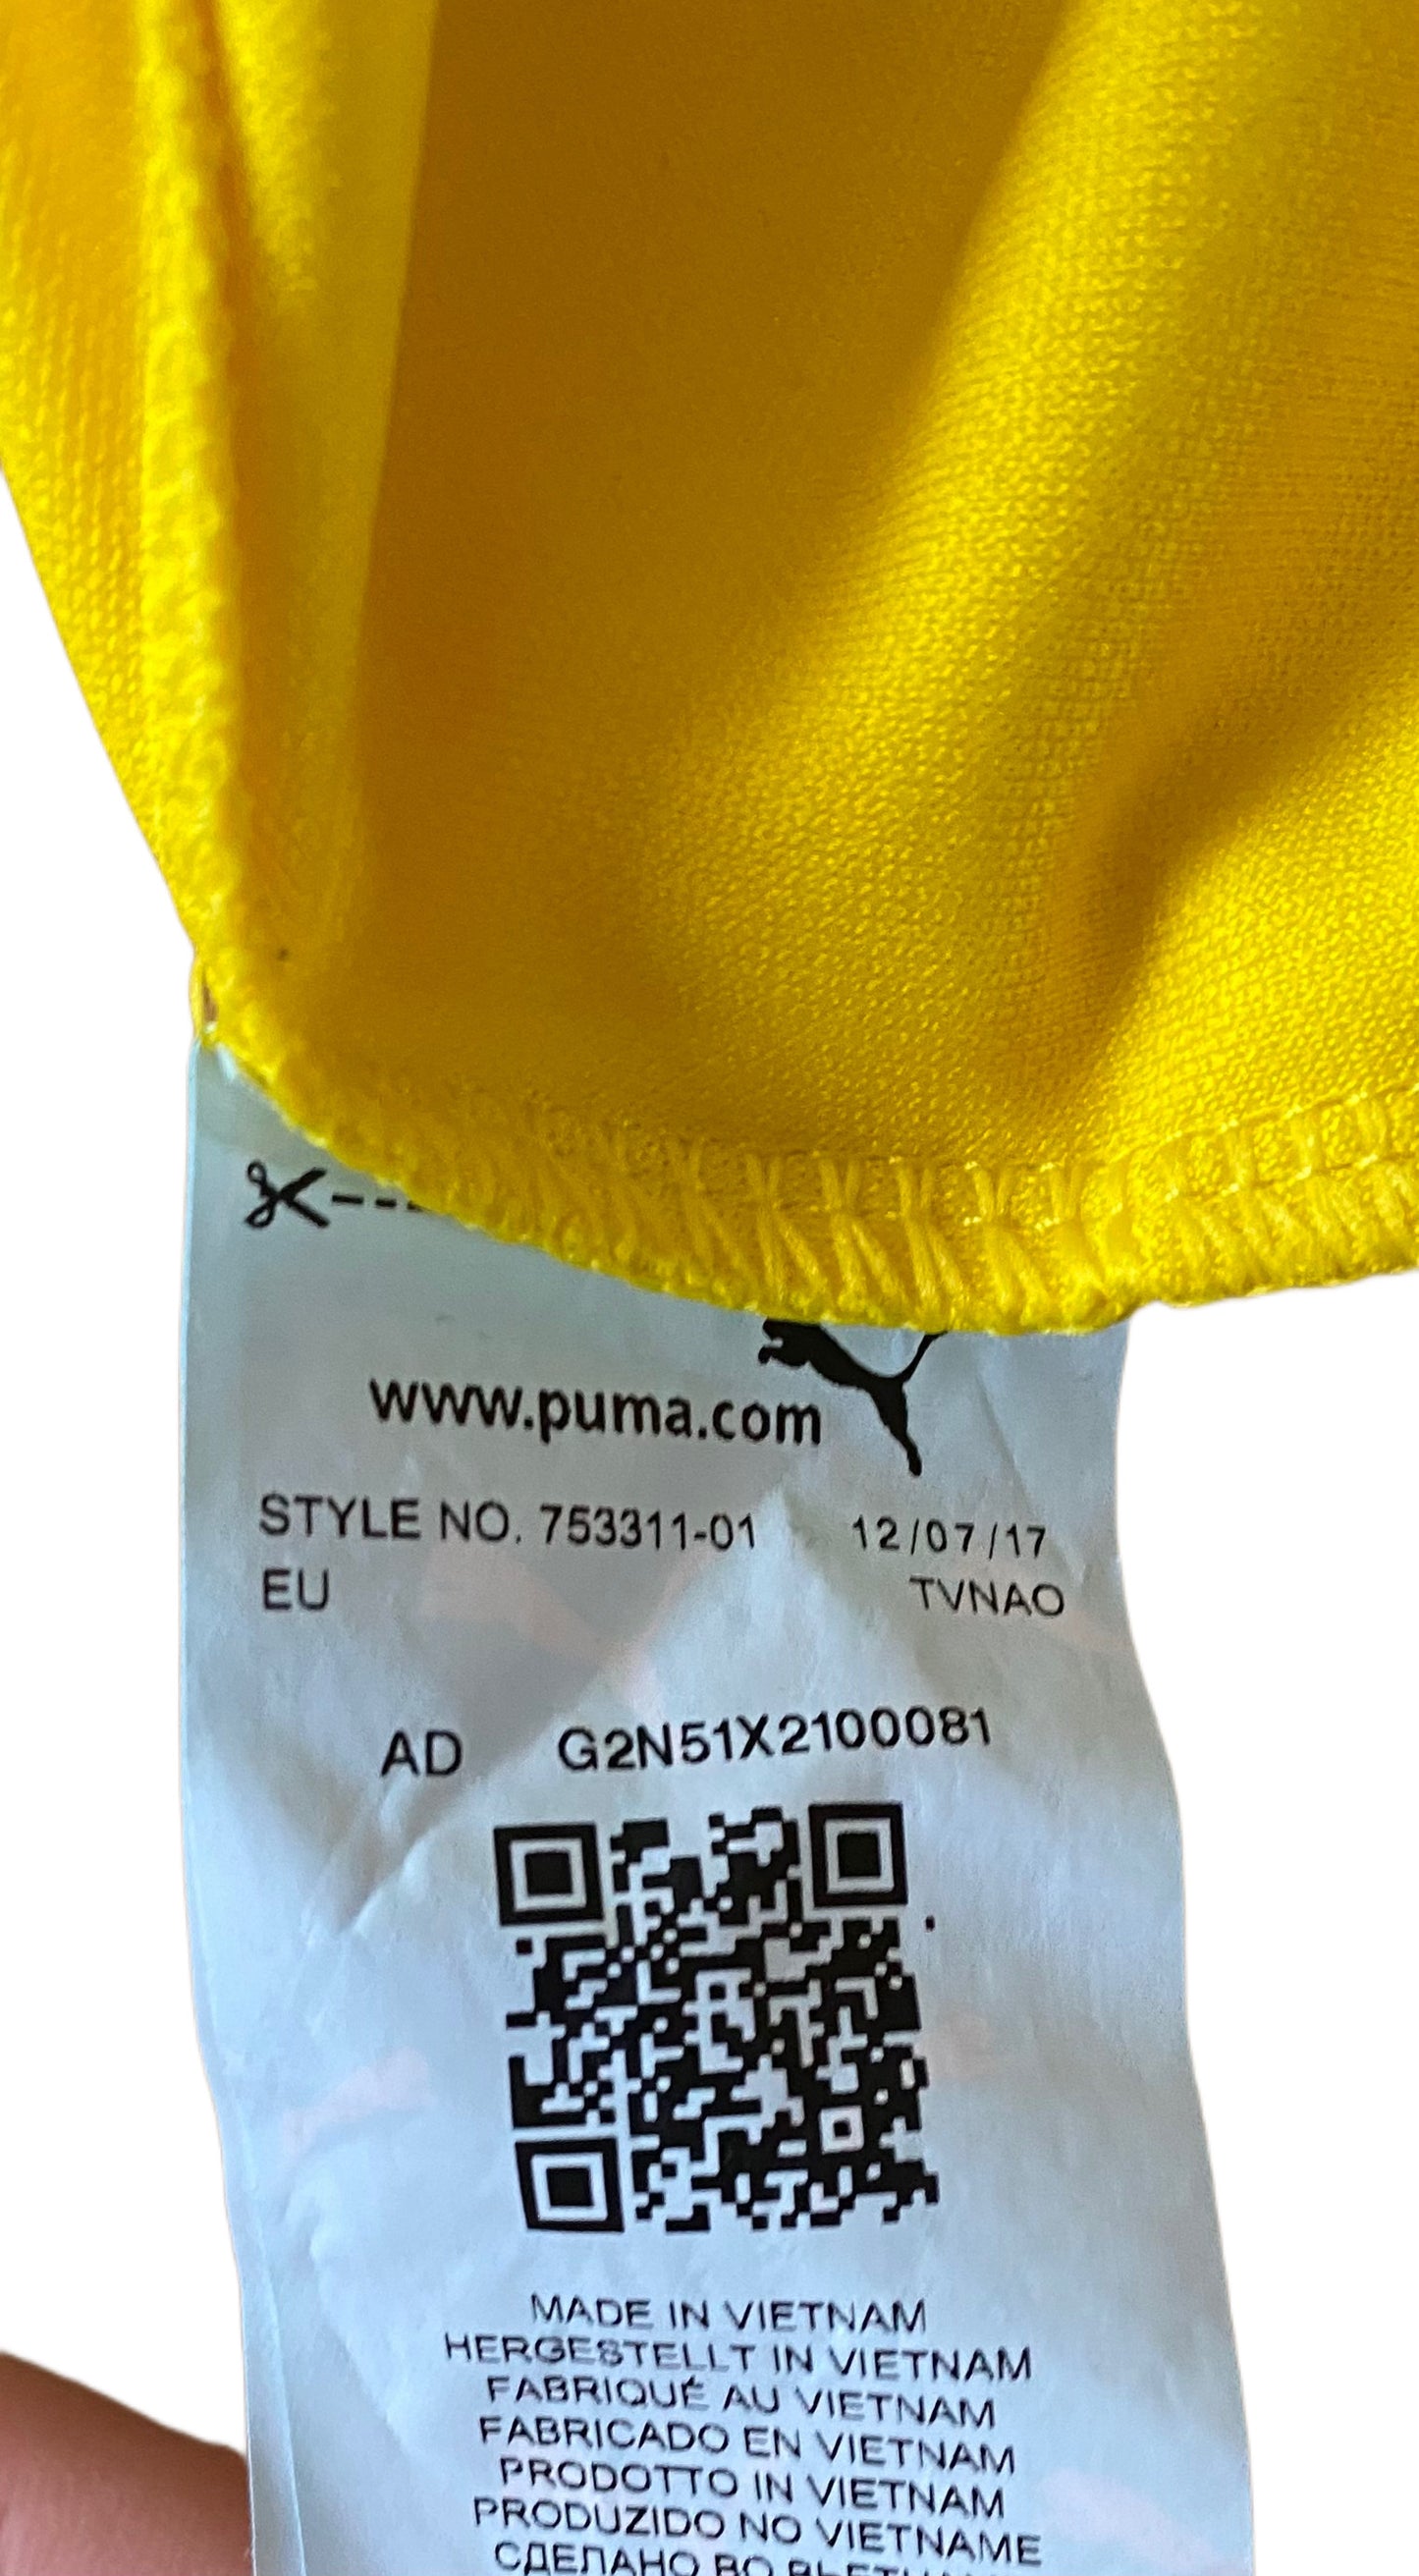 www.puma.com
STYLE NO. 753311-01 12/07/17
EU TVNAO
AD G2N51X2100081
MADE IN VIETNAM
HERGESTELLT IN VIETNAM
FABRIQUÉ AU VIETNAM
FABRICADO EN VIETNAM
PRODOTTO IN VIETNAM
PRODUZIDO NO VIETNAME
СДЕЛАНО ВО